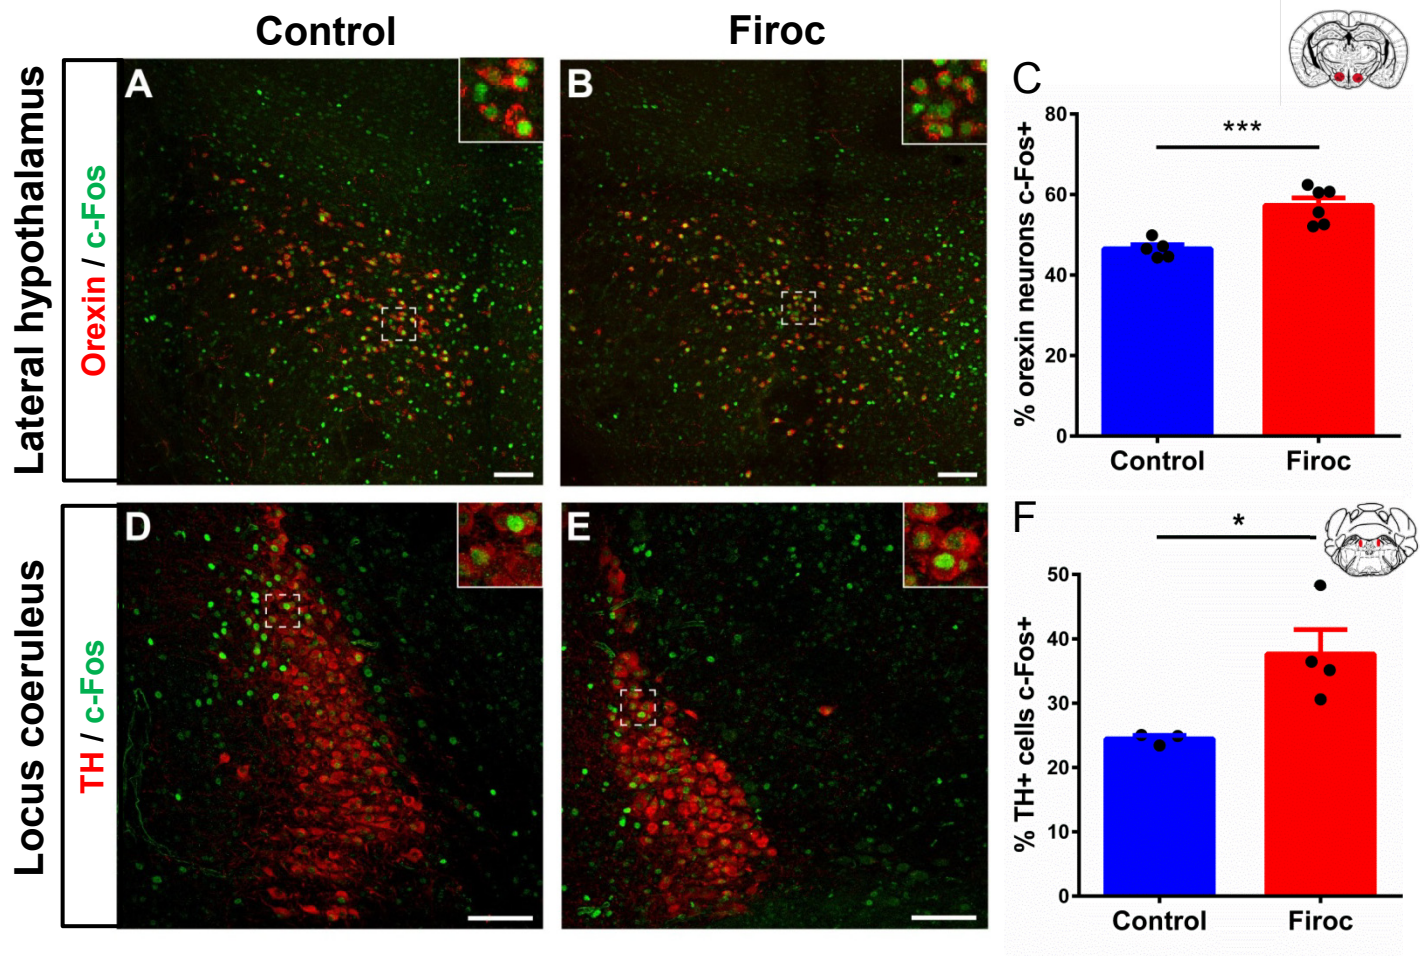 Control
Firoc
Lateral hypothalamus
Orexin / c-Fos
A
B
C
% orexin neurons c-Fos+
80
60
40
20
0
***
Control
Firoc
Locus coeruleus
TH / c-Fos
D
E
F
% TH+ cells c-Fos+
50
40
30
20
10
0
*
Control
Firoc